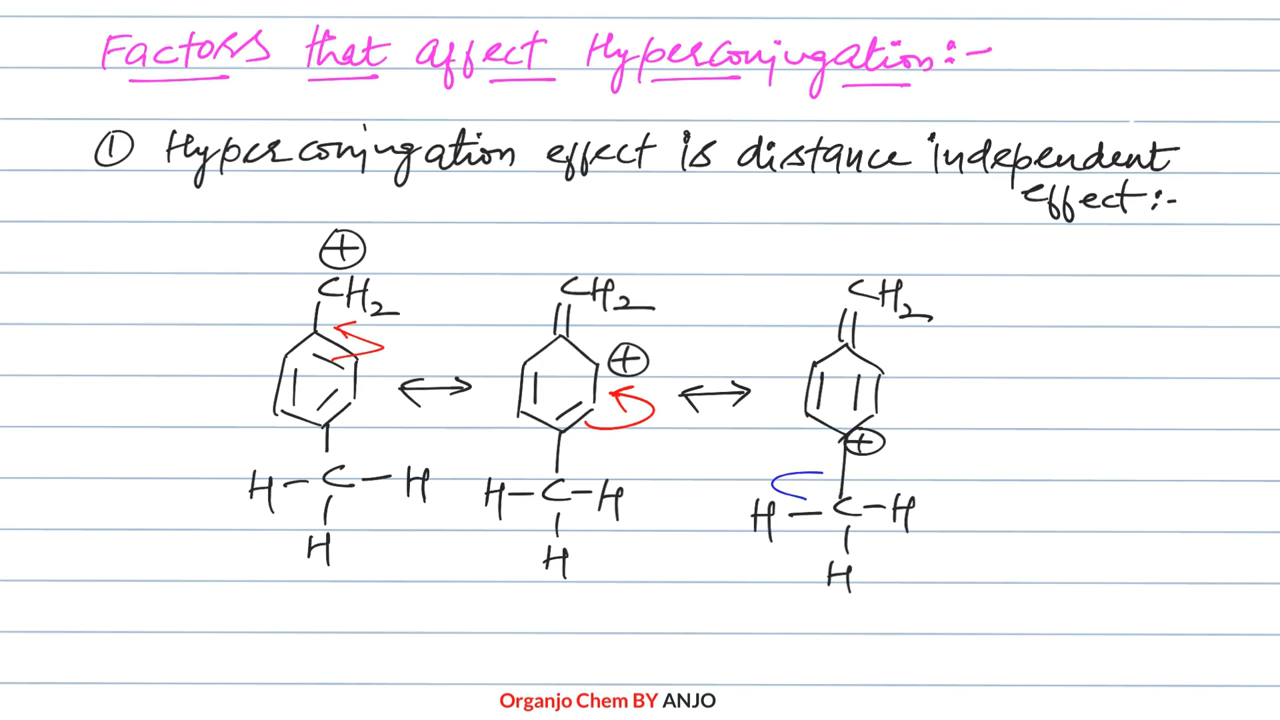 Factors that affect Hyperconjugation:-
① Hyperconjugation effect is distance independent
effect:-
⊕
CH2 CH2 CH2
⊕
⊕
H-C-H H-C-H H-C-H
H H H
Organjo Chem BY ANJO